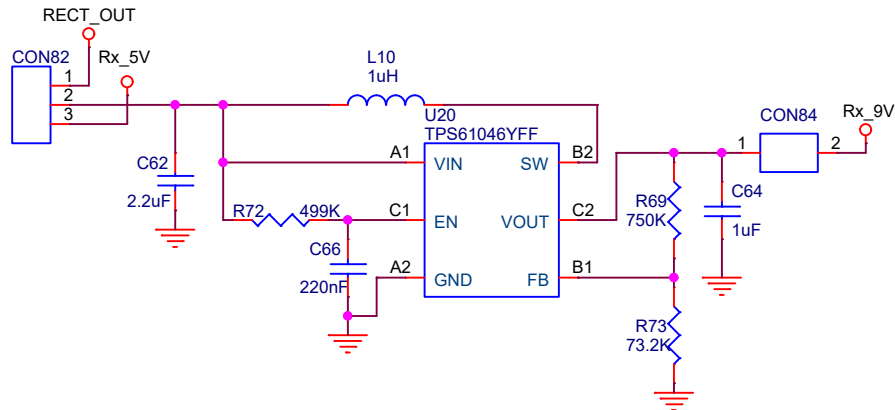 RECT_OUT
CON82
Rx_5V
1
2
3
L10
1uH
U20
TPS61046YFF
CON84
Rx_9V
1
2
C62
2.2uF
A1
VIN
SW
B2
R72
499K
C1
EN
VOUT
C2
R69
750K
C64
1uF
C66
220nF
A2
GND
FB
B1
R73
73.2K